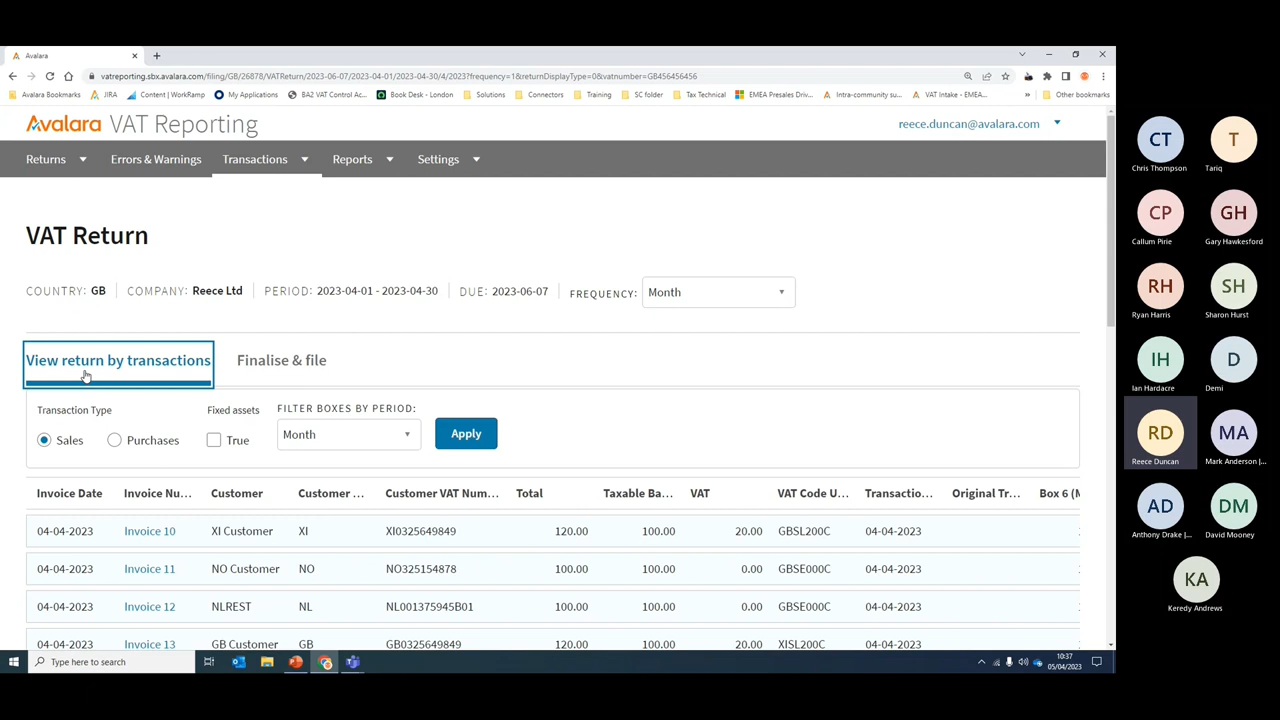 Avalara
vatreporting.sbx.avalara.com/filing/GB/26878/VATReturn/2023-06-07/2023-04-01/2023-04-30/4/2023?frequency=1&returnDisplayType=0&vatnumber=GB456456456
Avalara Bookmarks JIRA Content | WorkRamp My Applications BA2 VAT Control Ac... Book Desk - London Solutions Connectors Training SC folder Tax Technical EMEA Presales Driv... Intra-community su... VAT Intake - EMEA... » Other bookmarks
Avalara VAT Reporting
reece.duncan@avalara.com
Returns Errors & Warnings Transactions Reports Settings
VAT Return
COUNTRY: GB COMPANY: Reece Ltd PERIOD: 2023-04-01 - 2023-04-30 DUE: 2023-06-07 FREQUENCY: Month
View return by transactions Finalise & file
Transaction Type Fixed assets FILTER BOXES BY PERIOD:
Sales Purchases True Month Apply
Invoice Date Invoice Nu... Customer Customer ... Customer VAT Num... Total Taxable Ba... VAT VAT Code U... Transactio... Original Tr... Box 6 (M
04-04-2023 Invoice 10 XI Customer XI XI0325649849 120.00 100.00 20.00 GBSL200C 04-04-2023
04-04-2023 Invoice 11 NO Customer NO NO325154878 100.00 100.00 0.00 GBSE000C 04-04-2023
04-04-2023 Invoice 12 NLREST NL NL001375945B01 100.00 100.00 0.00 GBSE000C 04-04-2023
04-04-2023 Invoice 13 GB Customer GB GB0325649849 120.00 100.00 20.00 XISL200C 04-04-2023
Type here to search
10:37
05/04/2023
CT T
Chris Thompson Tariq
CP GH
Callum Pirie Gary Hawkesford
RH SH
Ryan Harris Sharon Hurst
IH D
Ian Hardacre Demi
RD MA
Reece Duncan Mark Anderson |...
AD DM
Anthony Drake |... David Mooney
KA
Keredy Andrews